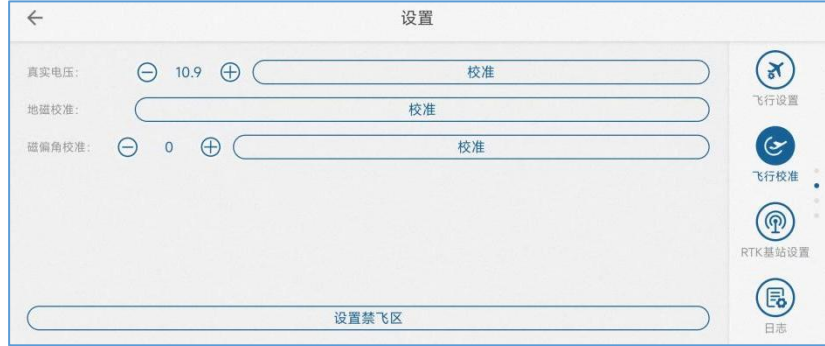 设置
真实电压: 10.9 校准
地磁校准: 校准
磁偏角校准: 0 校准
设置禁飞区
飞行设置
飞行校准
RTK基站设置
日志